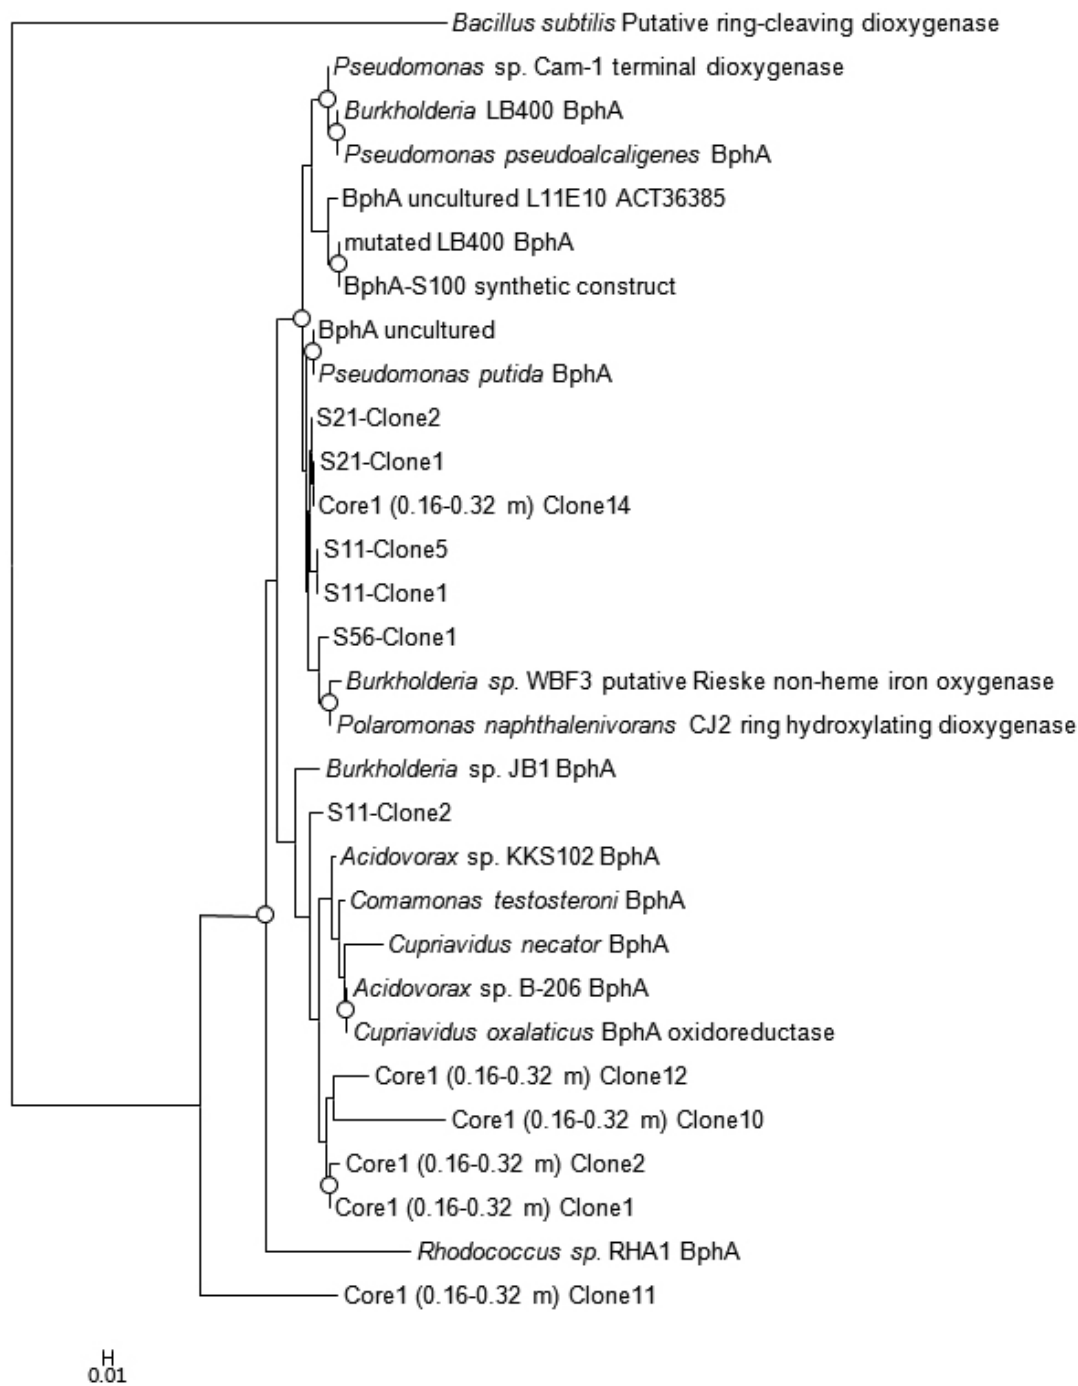 Bacillus subtilis Putative ring-cleaving dioxygenase
Pseudomonas sp. Cam-1 terminal dioxygenase
Burkholderia LB400 BphA
Pseudomonas pseudoalcaligenes BphA
BphA uncultured L11E10 ACT36385
mutated LB400 BphA
BphA-S100 synthetic construct
BphA uncultured
Pseudomonas putida BphA
S21-Clone2
S21-Clone1
Core1 (0.16-0.32 m) Clone14
S11-Clone5
S11-Clone1
S56-Clone1
Burkholderia sp. WBF3 putative Rieske non-heme iron oxygenase
Polaromonas naphthalenivorans CJ2 ring hydroxylating dioxygenase
Burkholderia sp. JB1 BphA
S11-Clone2
Acidovorax sp. KKS102 BphA
Comamonas testosteroni BphA
Cupriavidus necator BphA
Acidovorax sp. B-206 BphA
Cupriavidus oxalaticus BphA oxidoreductase
Core1 (0.16-0.32 m) Clone12
Core1 (0.16-0.32 m) Clone10
Core1 (0.16-0.32 m) Clone2
Core1 (0.16-0.32 m) Clone1
Rhodococcus sp. RHA1 BphA
Core1 (0.16-0.32 m) Clone11
0.01